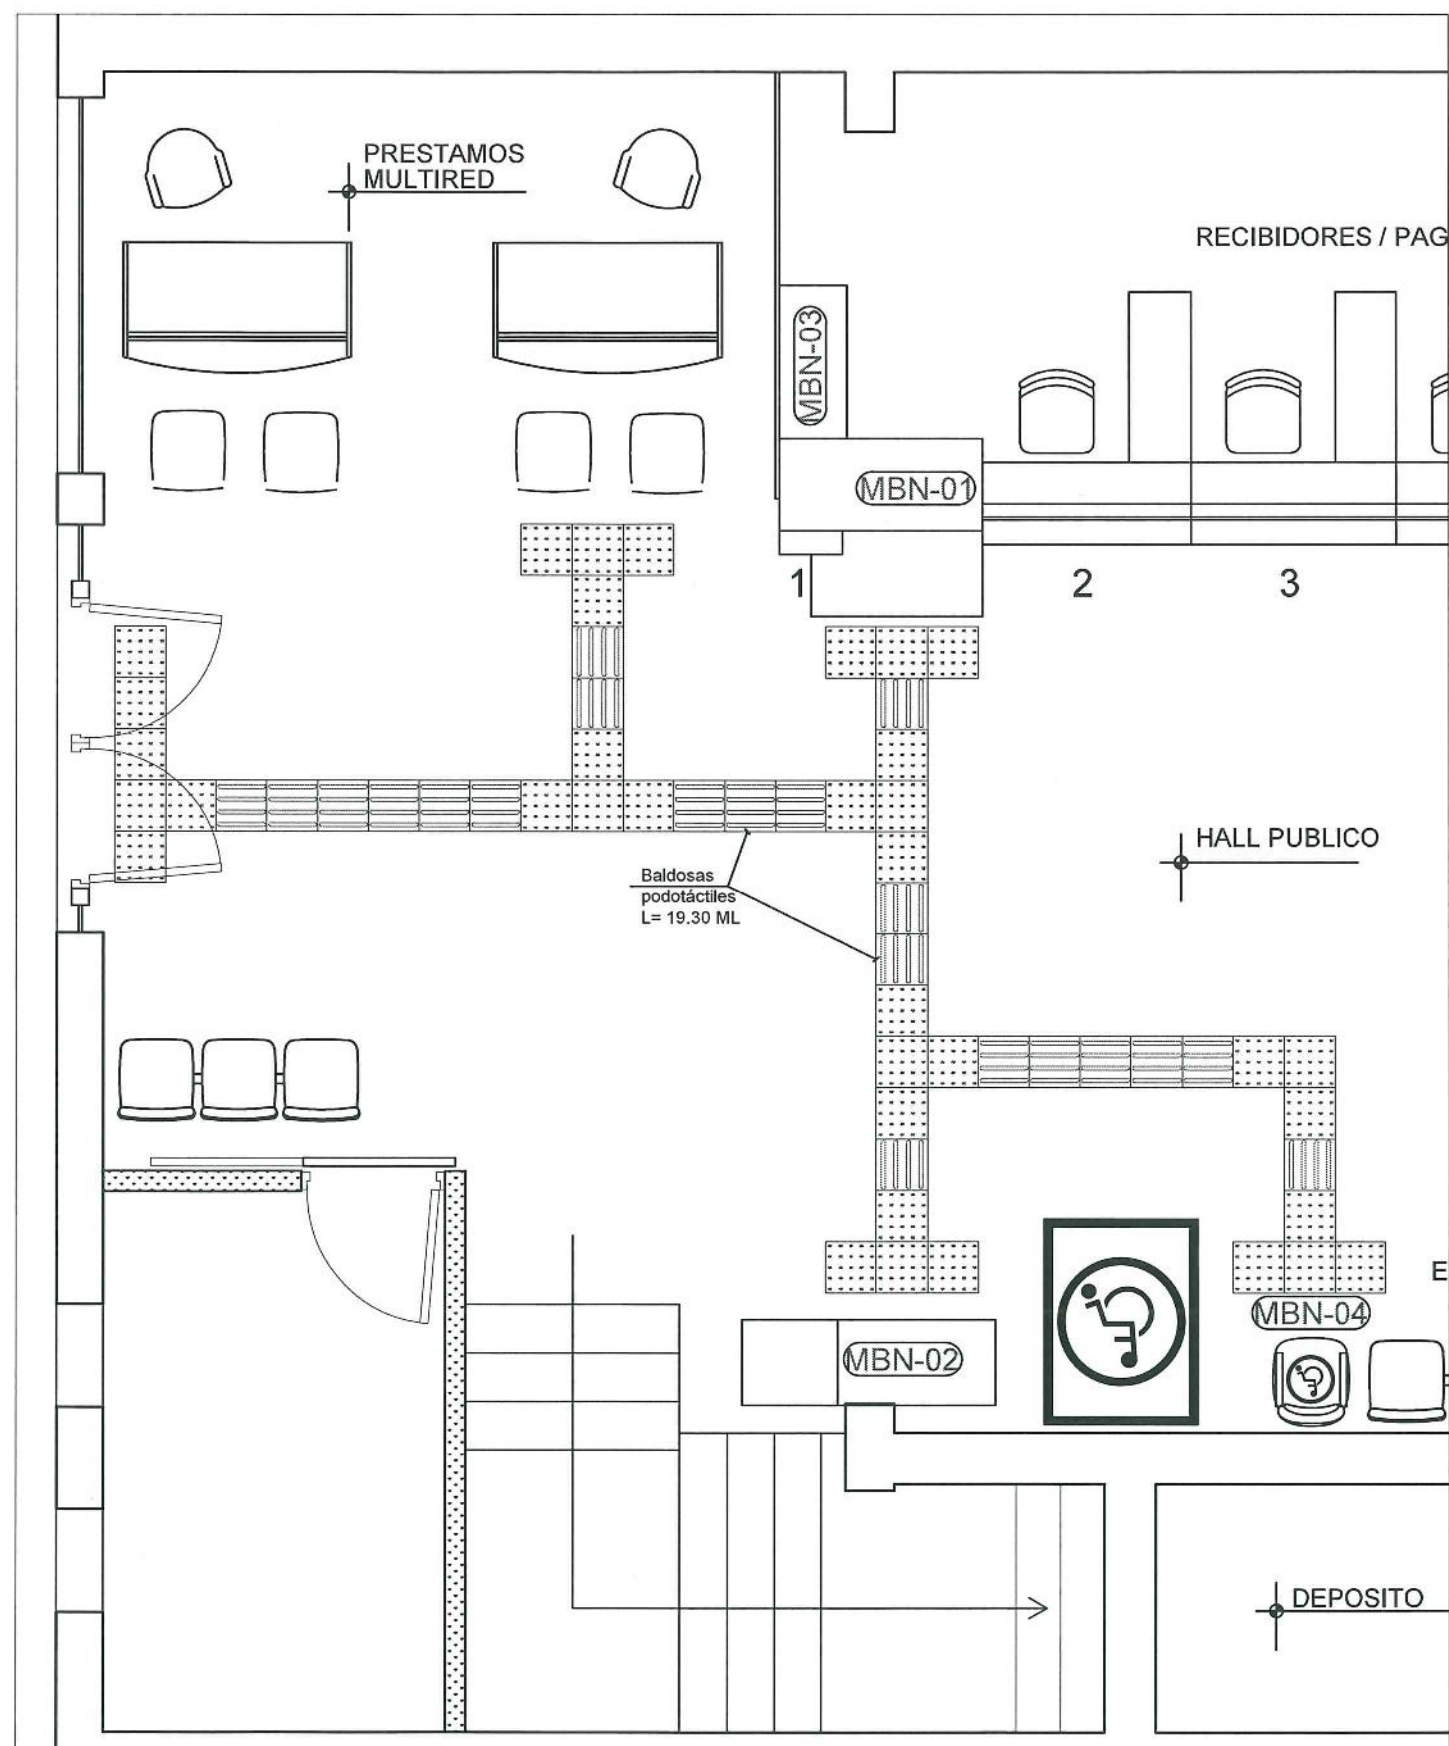 PRESTAMOS
MULTIRED
RECIBIDORES / PAG
MBN-03
MBN-01
1
2
3
HALL PUBLICO
Baldosas
podotáctiles
L= 19.30 ML
E
MBN-04
MBN-02
DEPOSITO